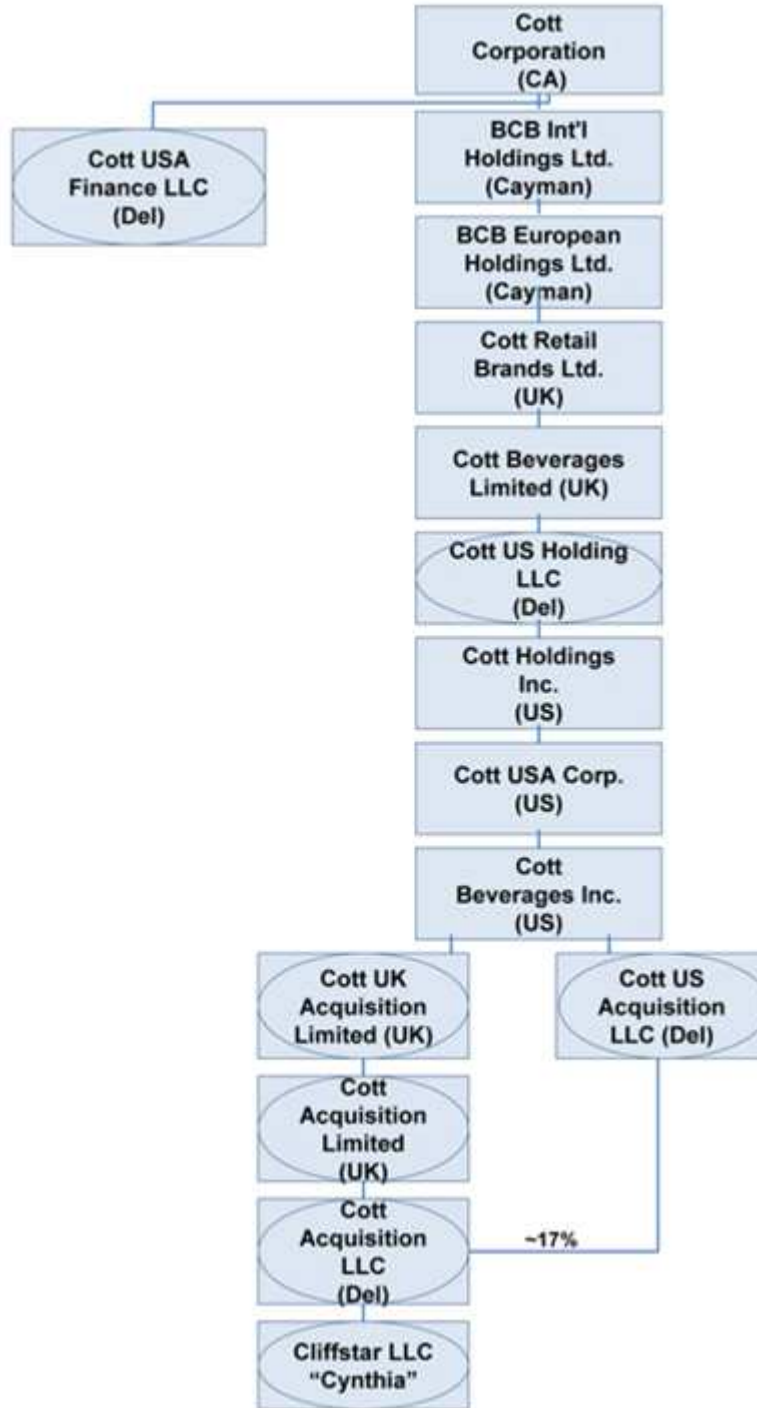 Cott
Corporation
(CA)
Cott USA
Finance LLC
(Del)
BCB Int'l
Holdings Ltd.
(Cayman)
BCB European
Holdings Ltd.
(Cayman)
Cott Retail
Brands Ltd.
(UK)
Cott Beverages
Limited (UK)
Cott US Holding
LLC
(Del)
Cott Holdings
Inc.
(US)
Cott USA Corp.
(US)
Cott
Beverages Inc.
(US)
Cott UK
Acquisition
Limited (UK)
Cott US
Acquisition
LLC (Del)
Cott
Acquisition
Limited
(UK)
Cott
Acquisition
LLC
(Del)
~17%
Cliffstar LLC
“Cynthia”